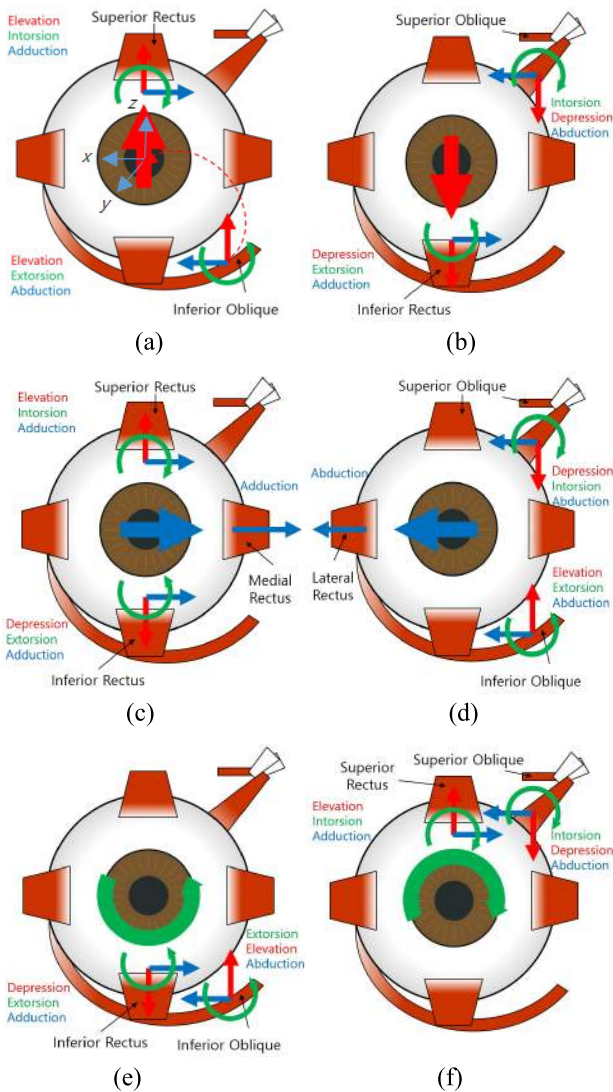 Elevation
Intorsion
Adduction
Superior Rectus
z
x
y
Elevation
Extorsion
Abduction
Inferior Oblique
(a)
Superior Oblique
Intorsion
Depression
Abduction
Depression
Extorsion
Adduction
Inferior Rectus
(b)
Superior Rectus
Elevation
Intorsion
Adduction
Adduction
Medial
Rectus
Depression
Extorsion
Adduction
Inferior Rectus
(c)
Superior Oblique
Abduction
Depression
Intorsion
Abduction
Lateral
Rectus
Elevation
Extorsion
Abduction
Inferior Oblique
(d)
Extorsion
Elevation
Abduction
Depression
Extorsion
Adduction
Inferior Rectus
Inferior Oblique
(e)
Superior
Rectus
Superior Oblique
Elevation
Intorsion
Adduction
Intorsion
Depression
Abduction
(f)